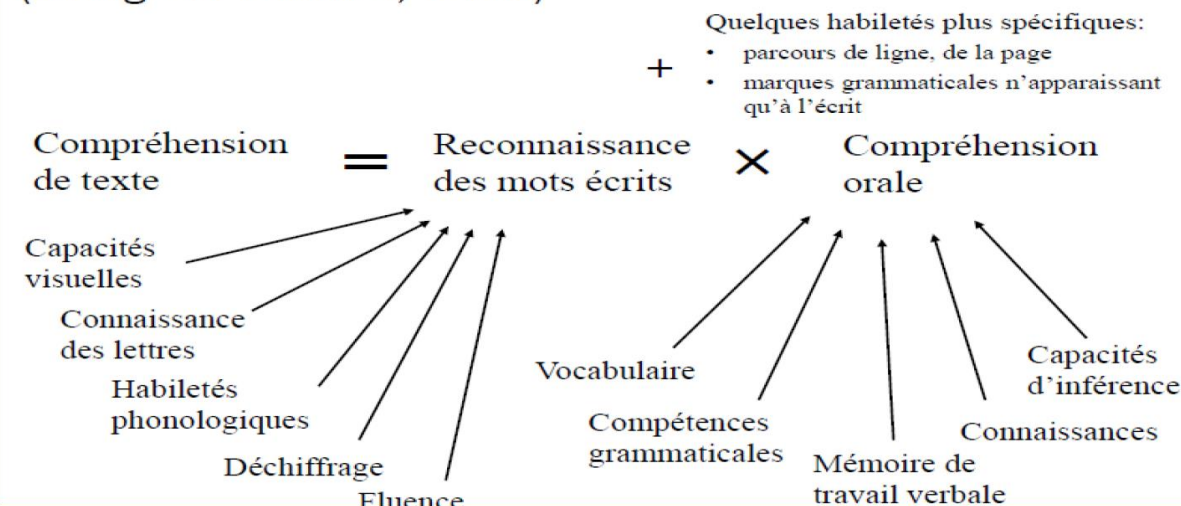 Quelques habiletés plus spécifiques:
+
• parcours de ligne, de la page
• marques grammaticales n'apparaissant
qu'à l'écrit
Compréhension
de texte
=
Reconnaissance
des mots écrits
×
Compréhension
orale
Capacités
visuelles
Connaissance
des lettres
Habiletés
phonologiques
Déchiffrage
Fluence
Vocabulaire
Compétences
grammaticales
Mémoire de
travail verbale
Connaissances
Capacités
d'inférence